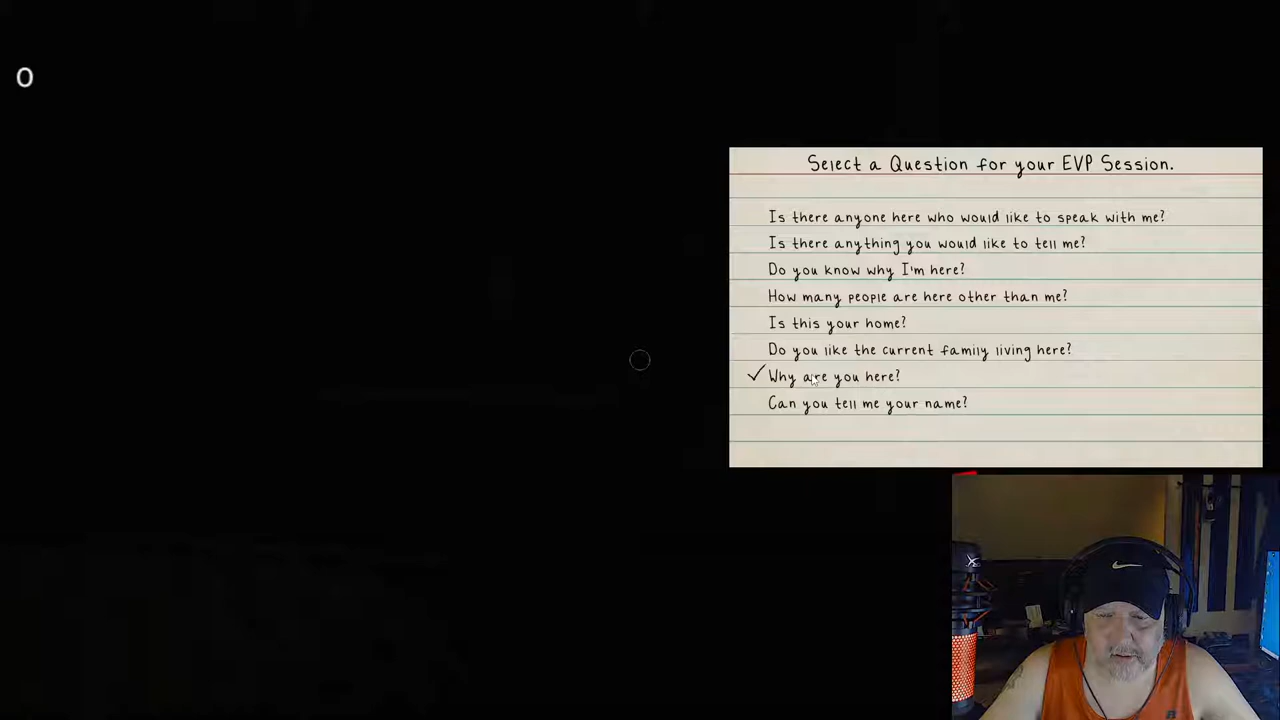 0
Select a Question for your EVP Session.
Is there anyone here who would like to speak with me?
Is there anything you would like to tell me?
Do you know why I'm here?
How many people are here other than me?
Is this your home?
Do you like the current family living here?
Why are you here?
Can you tell me your name?